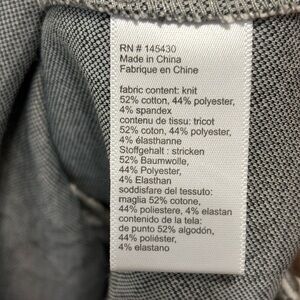 RN # 145430
Made in China
Fabrique en Chine
fabric content: knit
52% cotton, 44% polyester,
4% spandex
contenu de tissu: tricot
52% coton, 44% polyester,
4% élasthanne
Stoffgehalt : stricken
52% Baumwolle,
44% Polyester,
4% Elasthan
soddisfare del tessuto:
maglia 52% cotone,
44% poliestere, 4% elastan
contenido de la tela:
de punto 52% algodón,
44% poliéster,
4% elastano